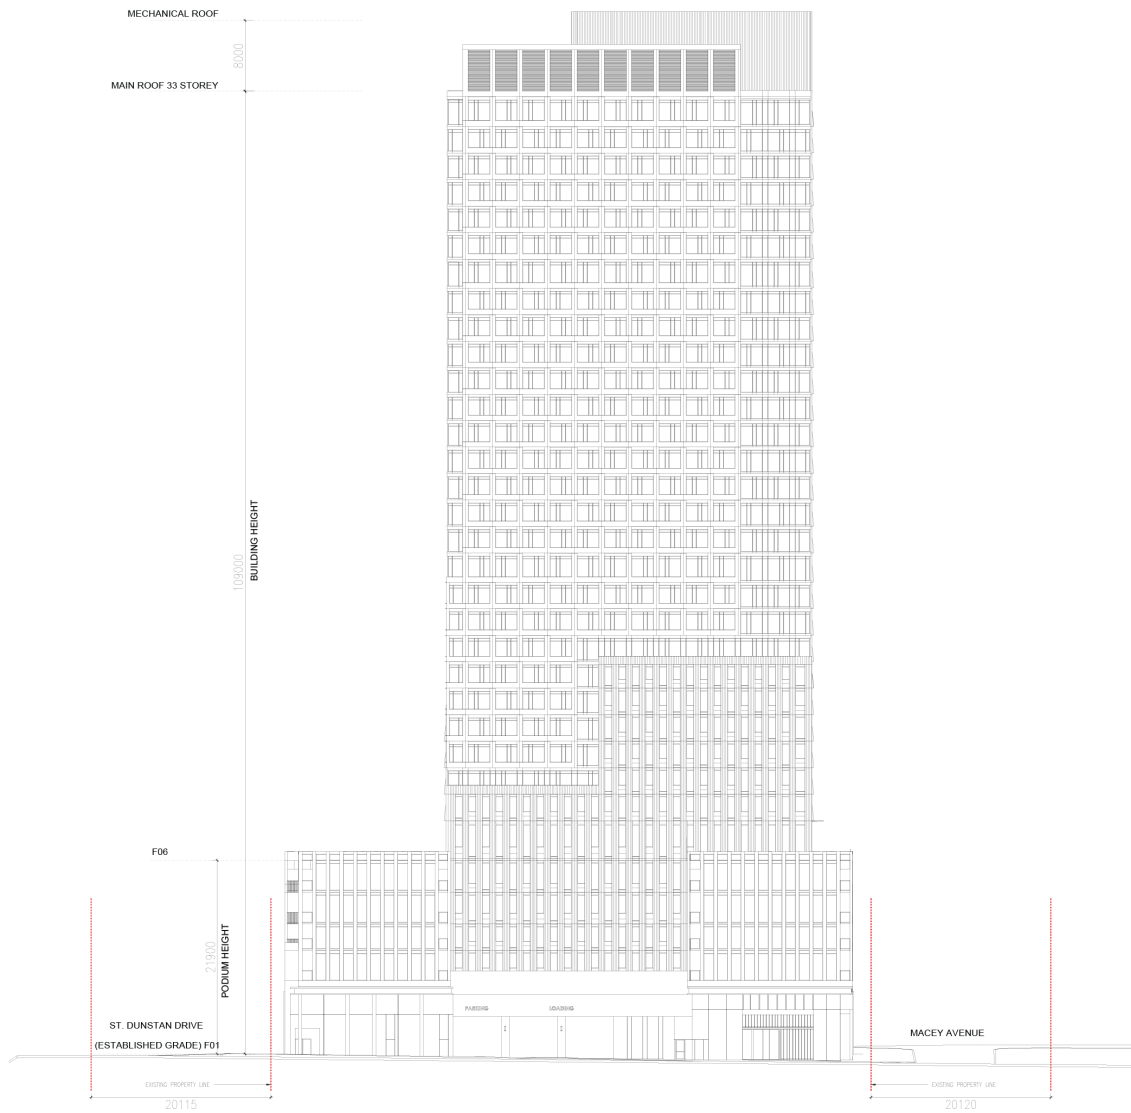 MECHANICAL ROOF
8000
MAIN ROOF 33 STOREY
BUILDING HEIGHT
109000
F06
21900
PODIUM HEIGHT
PARKING
LOADING
ST. DUNSTAN DRIVE
(ESTABLISHED GRADE) F01
MACEY AVENUE
EXISTING PROPERTY LINE
EXISTING PROPERTY LINE
20115
20120